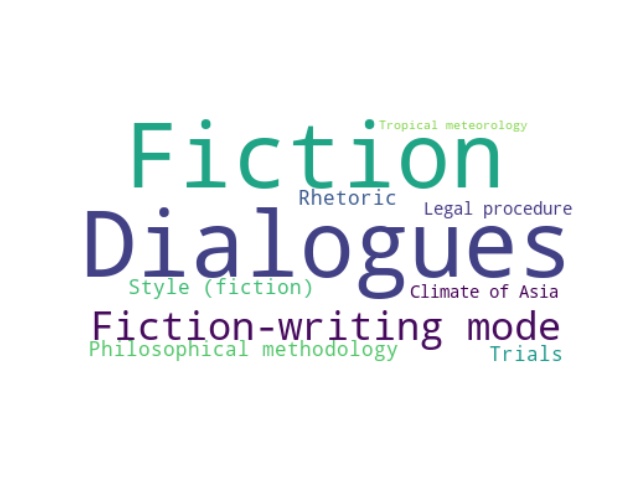 Tropical meteorology
Fiction
Rhetoric
Legal procedure
Dialogues
Style (fiction)
Climate of Asia
Fiction-writing mode
Philosophical methodology
Trials